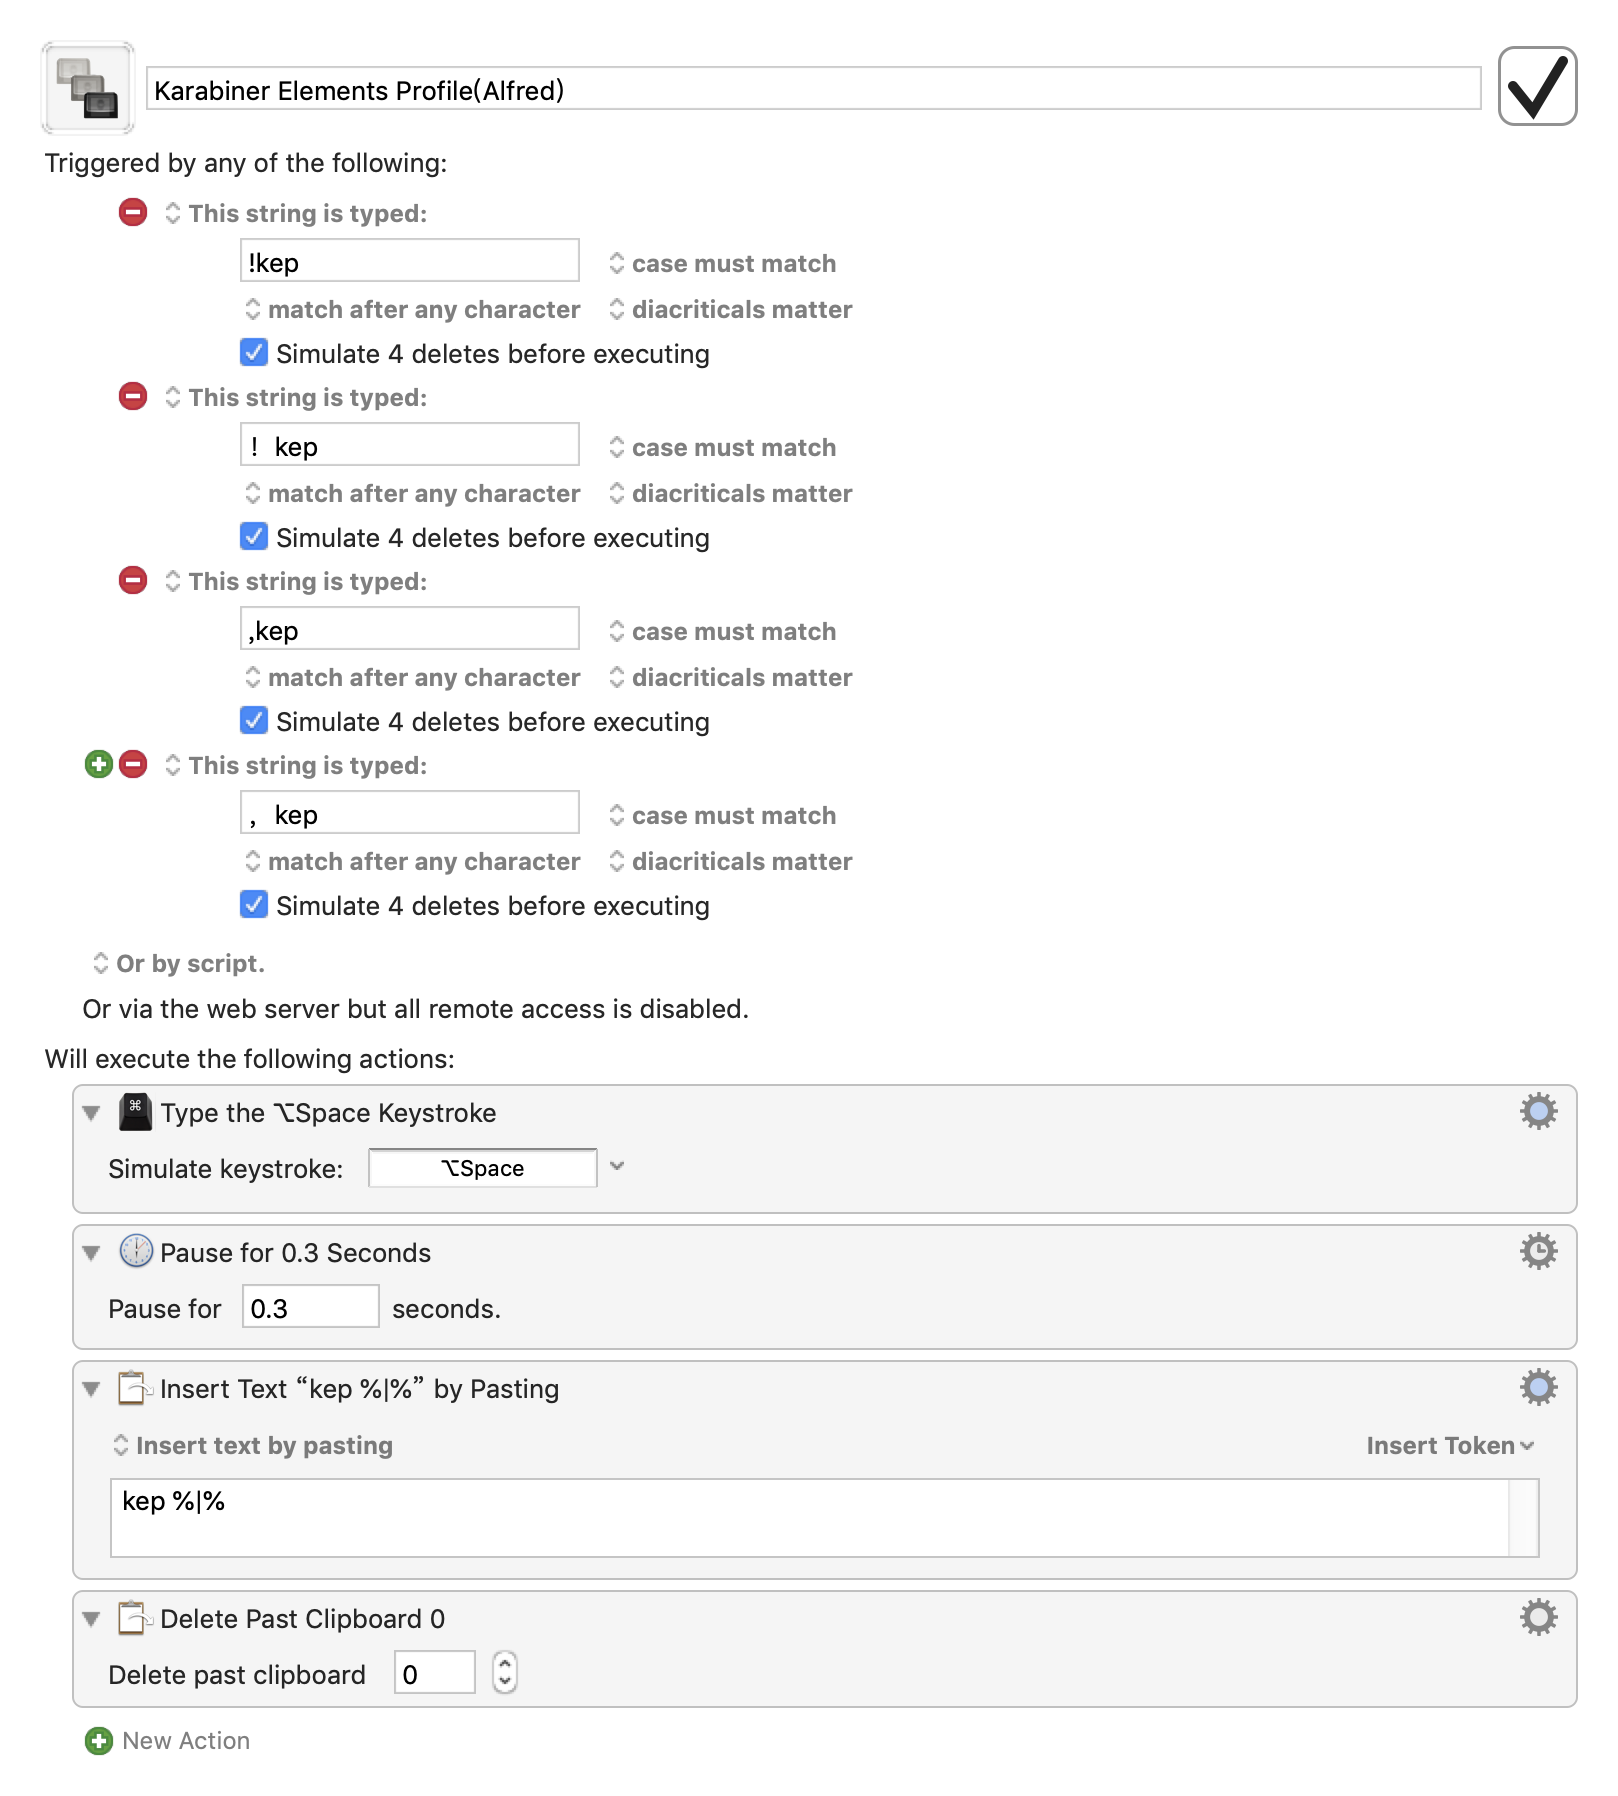 Karabiner Elements Profile(Alfred)
Triggered by any of the following:
This string is typed:
!kep
case must match
match after any character
diacriticals matter
Simulate 4 deletes before executing
This string is typed:
！kep
case must match
match after any character
diacriticals matter
Simulate 4 deletes before executing
This string is typed:
,kep
case must match
match after any character
diacriticals matter
Simulate 4 deletes before executing
This string is typed:
，kep
case must match
match after any character
diacriticals matter
Simulate 4 deletes before executing
Or by script.
Or via the web server but all remote access is disabled.
Will execute the following actions:
⌘ Type the ⌥Space Keystroke
Simulate keystroke: ⌥Space
Pause for 0.3 Seconds
Pause for 0.3 seconds.
Insert Text “kep %|%” by Pasting
Insert text by pasting
Insert Token
kep %|%
Delete Past Clipboard 0
Delete past clipboard 0
New Action